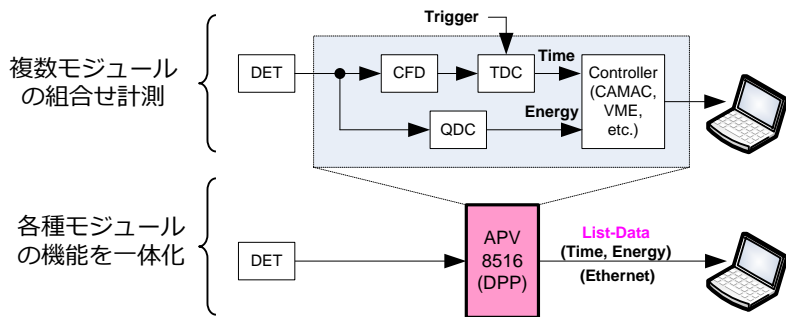 複数モジュール
の組合せ計測
Trigger
DET
CFD
TDC
Time
QDC
Energy
Controller
(CAMAC,
VME,
etc.)
各種モジュール
の機能を一体化
DET
APV
8516
(DPP)
List-Data
(Time, Energy)
(Ethernet)